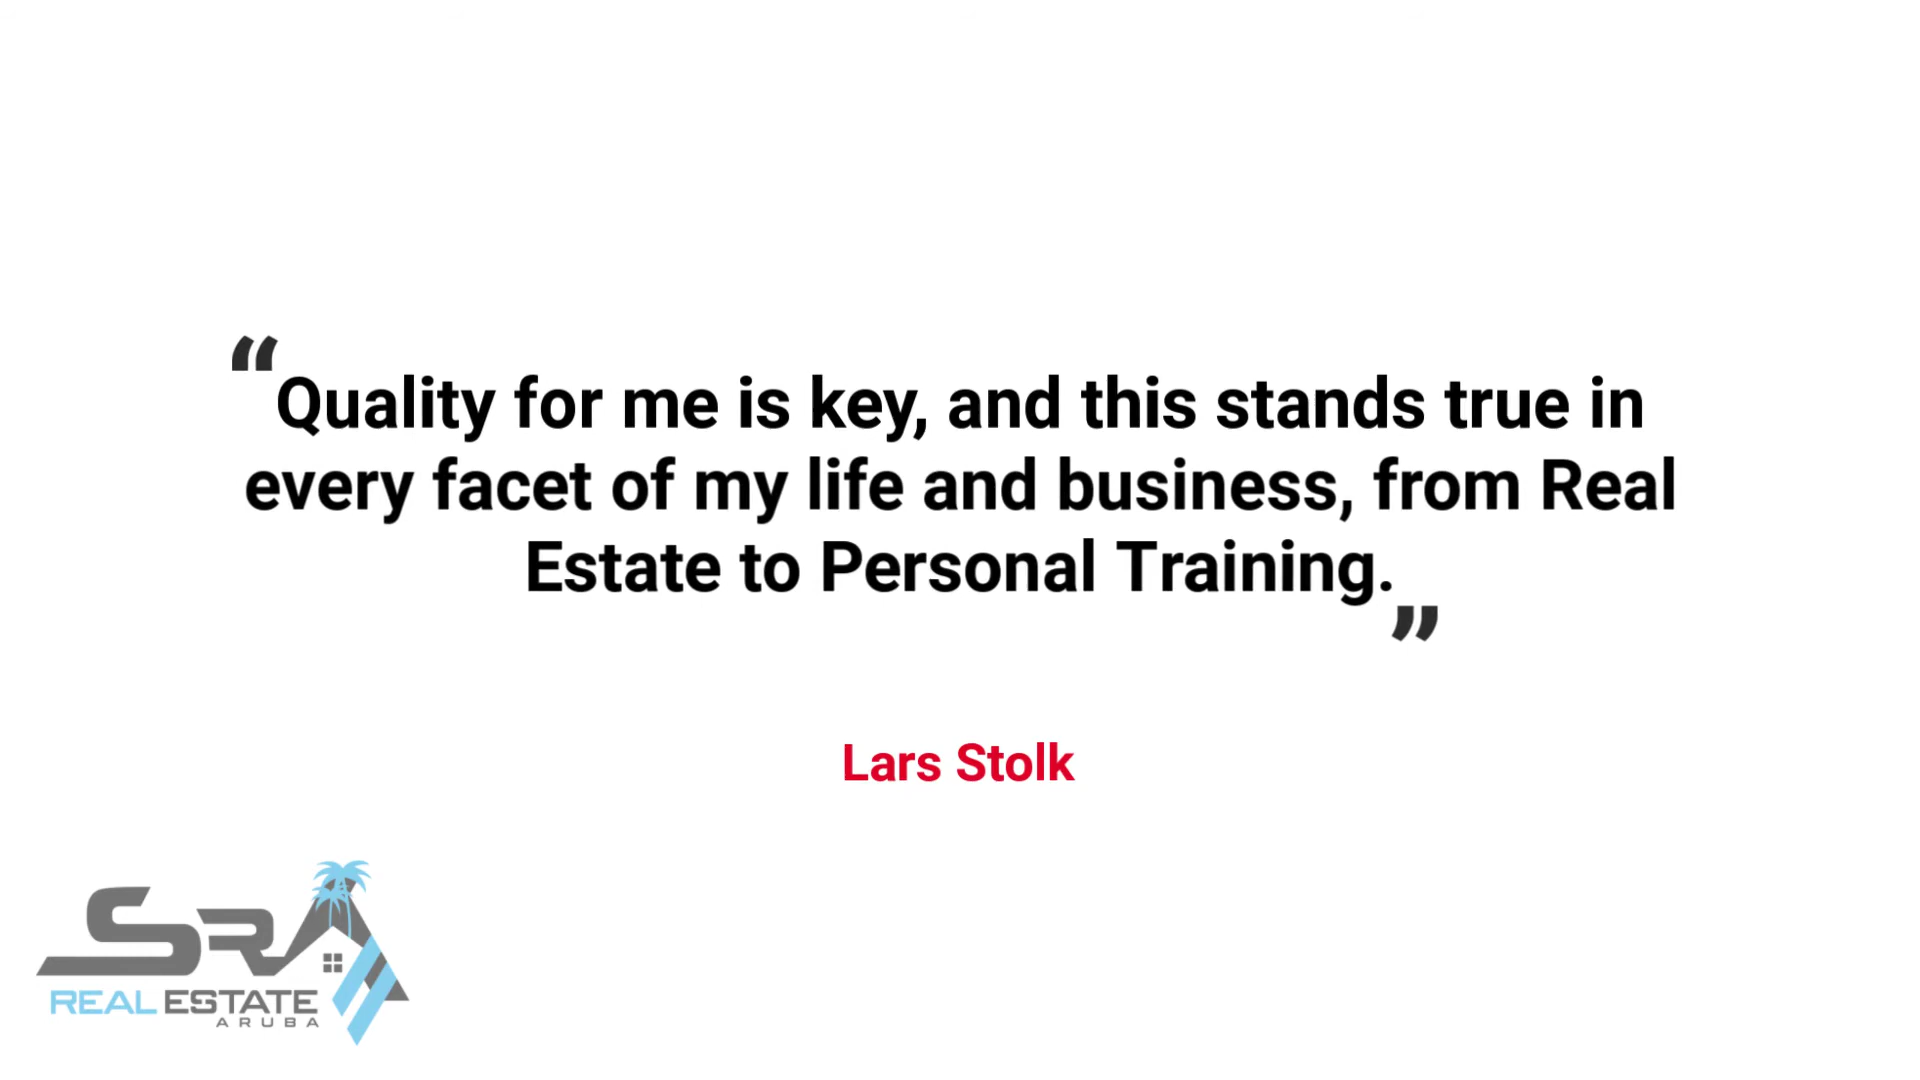 “Quality for me is key, and this stands true in
every facet of my life and business, from Real
Estate to Personal Training.”
Lars Stolk
SRA
REAL ESTATE
ARUBA